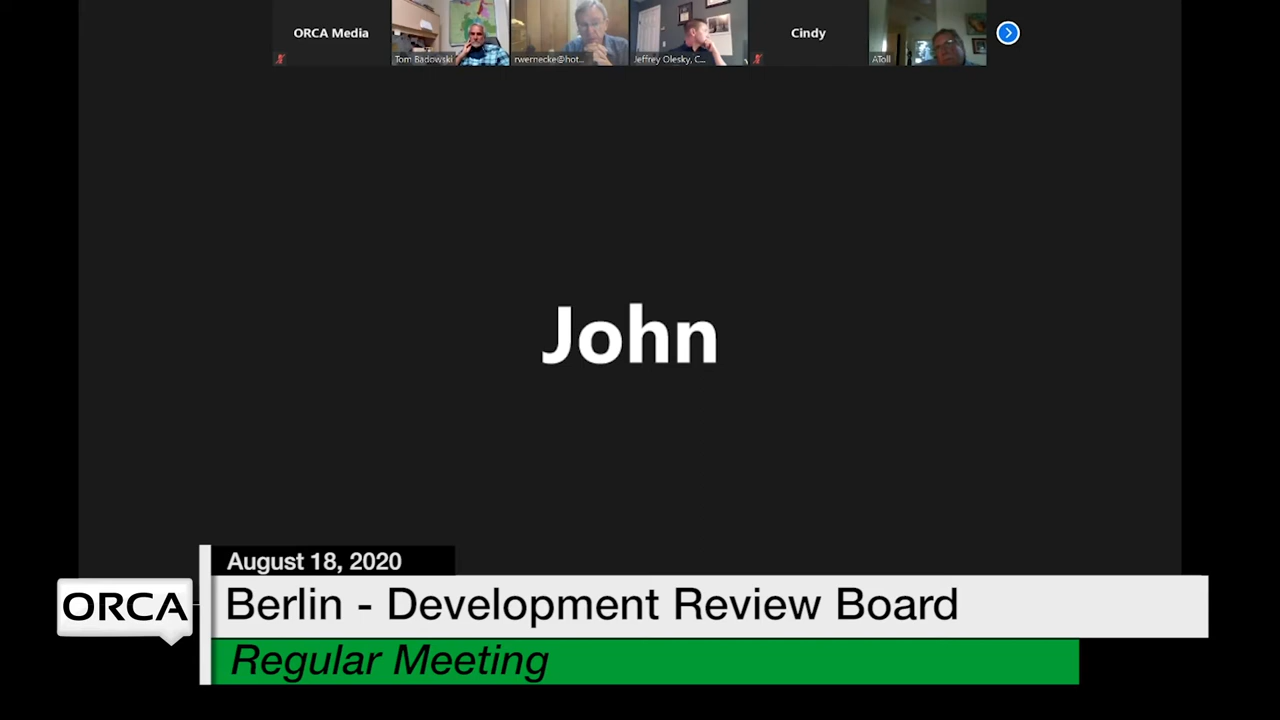 ORCA Media
Tom Badowski
rwernecke@hot...
Jeffrey Olesky, C...
Cindy
AToll
John
August 18, 2020
ORCA
Berlin - Development Review Board
Regular Meeting